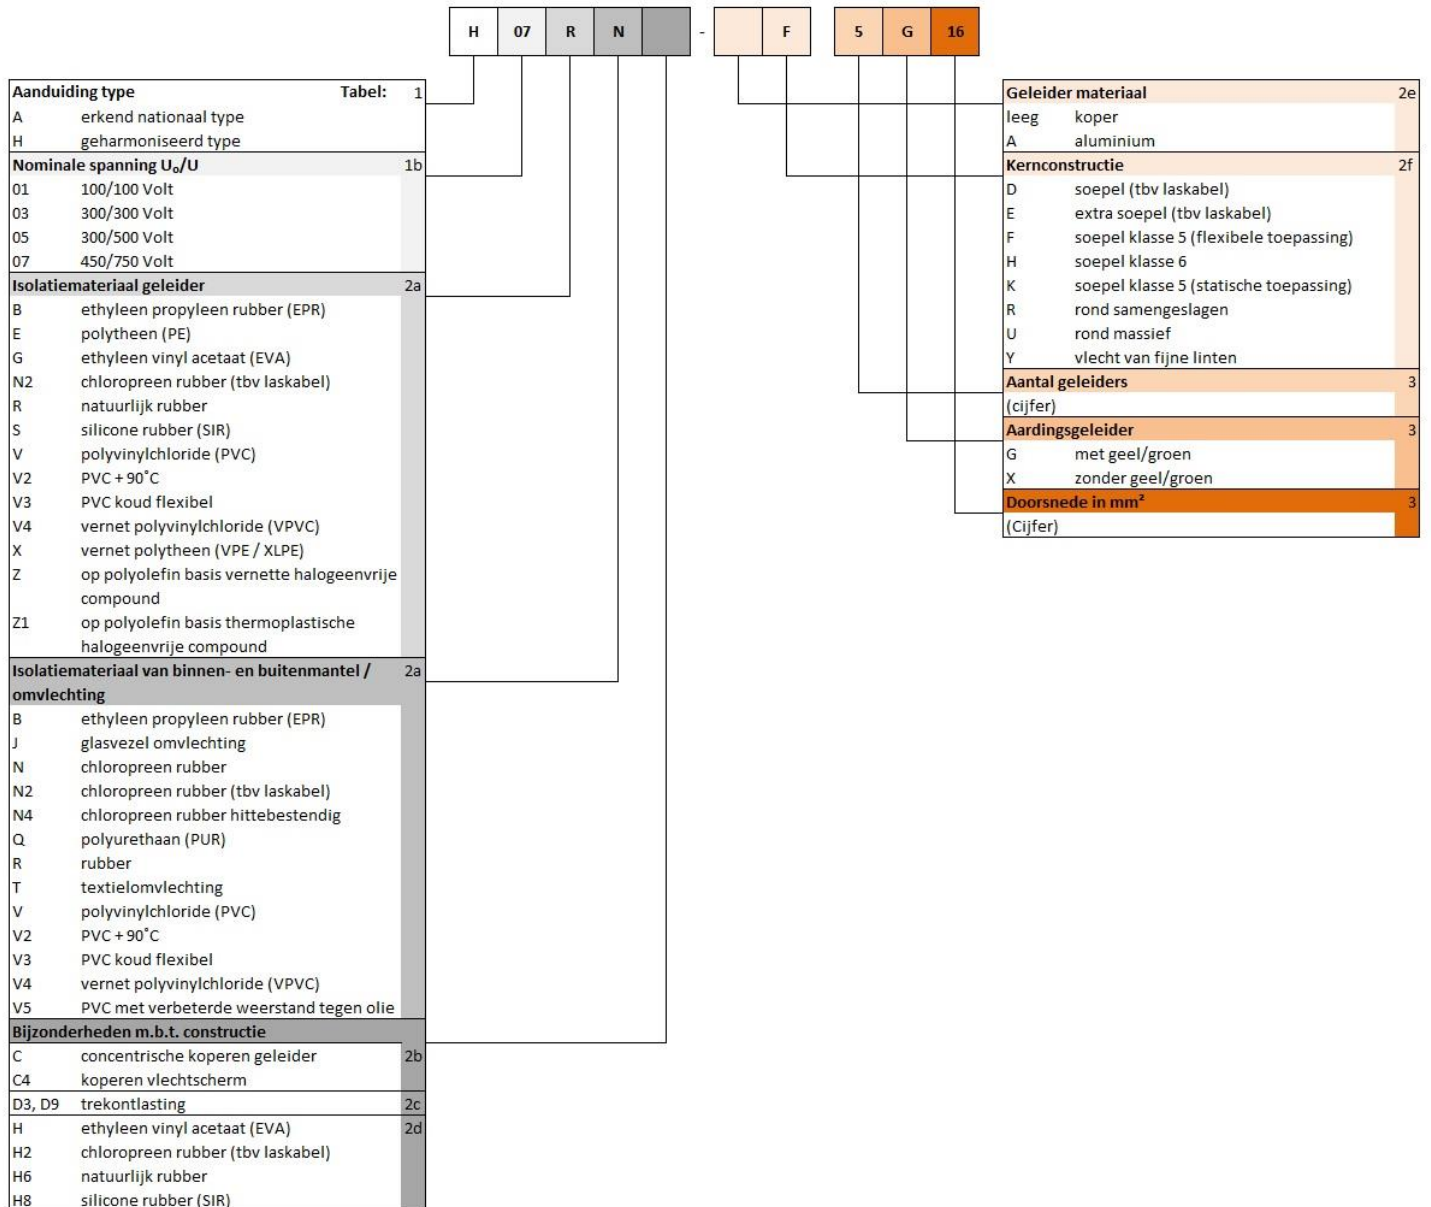 H 07 R N - F 5 G 16
Aanduiding type Tabel: 1
A erkend nationaal type
H geharmoniseerd type
Nominale spanning U₀/U 1b
01 100/100 Volt
03 300/300 Volt
05 300/500 Volt
07 450/750 Volt
Isolatiemateriaal geleider 2a
B ethyleen propyleen rubber (EPR)
E polytheen (PE)
G ethyleen vinyl acetaat (EVA)
N2 chloropreen rubber (tbv laskabel)
R natuurlijk rubber
S silicone rubber (SIR)
V polyvinylchloride (PVC)
V2 PVC + 90˚C
V3 PVC koud flexibel
V4 vernet polyvinylchloride (VPVC)
X vernet polytheen (VPE / XLPE)
Z op polyolefin basis vernette halogeenvrije
compound
Z1 op polyolefin basis thermoplastische
halogeenvrije compound
Isolatiemateriaal van binnen- en buitenmantel / 2a
omvlechting
B ethyleen propyleen rubber (EPR)
J glasvezel omvlechting
N chloropreen rubber
N2 chloropreen rubber (tbv laskabel)
N4 chloropreen rubber hittebestendig
Q polyurethaan (PUR)
R rubber
T textielomvlechting
V polyvinylchloride (PVC)
V2 PVC + 90˚C
V3 PVC koud flexibel
V4 vernet polyvinylchloride (VPVC)
V5 PVC met verbeterde weerstand tegen olie
Bijzonderheden m.b.t. constructie
C concentrische koperen geleider 2b
C4 koperen vlechtscherm
D3, D9 trekontlasting 2c
H ethyleen vinyl acetaat (EVA) 2d
H2 chloropreen rubber (tbv laskabel)
H6 natuurlijk rubber
H8 silicone rubber (SIR)
Geleider materiaal 2e
leeg koper
A aluminium
Kernconstructie 2f
D soepel (tbv laskabel)
E extra soepel (tbv laskabel)
F soepel klasse 5 (flexibele toepassing)
H soepel klasse 6
K soepel klasse 5 (statische toepassing)
R rond samengeslagen
U rond massief
Y vlecht van fijne linten
Aantal geleiders 3
(cijfer)
Aardingsgeleider 3
G met geel/groen
X zonder geel/groen
Doorsnede in mm² 3
(Cijfer)